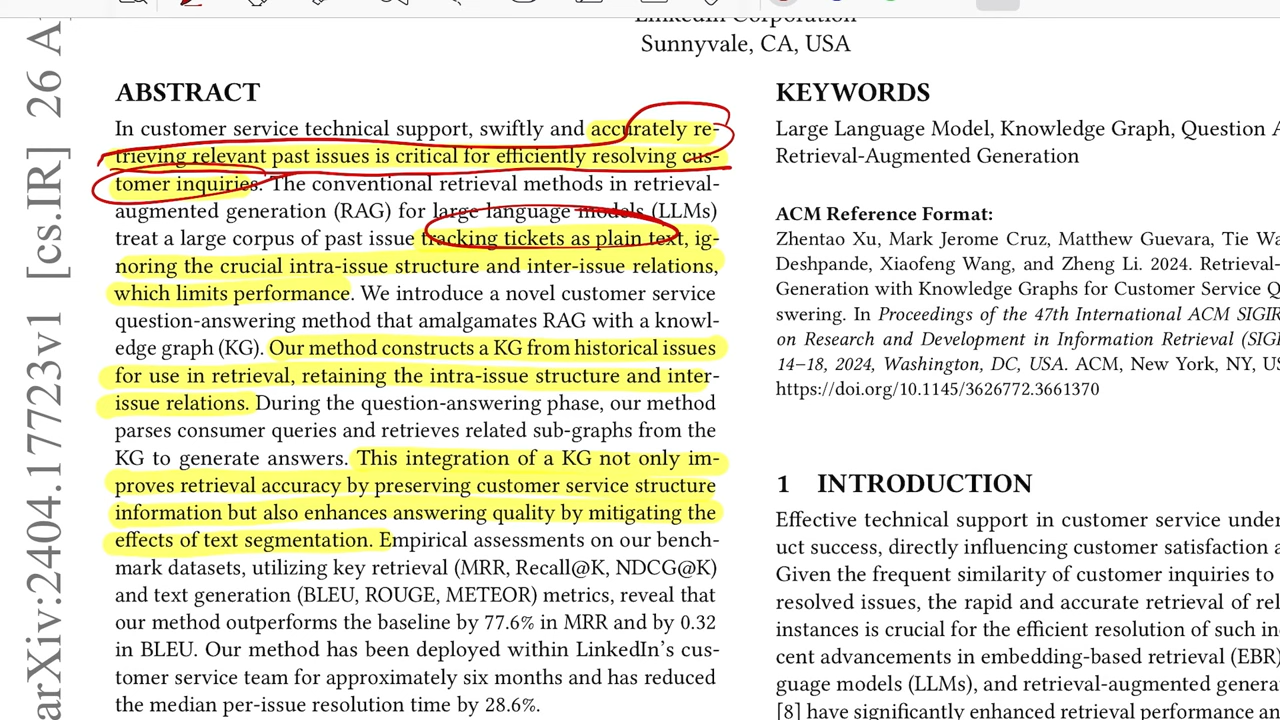 LinkedIn Corporation
Sunnyvale, CA, USA
arXiv:2404.17723v1 [cs.IR] 26 A
ABSTRACT
In customer service technical support, swiftly and accurately re-
trieving relevant past issues is critical for efficiently resolving cus-
tomer inquiries. The conventional retrieval methods in retrieval-
augmented generation (RAG) for large language models (LLMs)
treat a large corpus of past issue tracking tickets as plain text, ig-
noring the crucial intra-issue structure and inter-issue relations,
which limits performance. We introduce a novel customer service
question-answering method that amalgamates RAG with a knowl-
edge graph (KG). Our method constructs a KG from historical issues
for use in retrieval, retaining the intra-issue structure and inter-
issue relations. During the question-answering phase, our method
parses consumer queries and retrieves related sub-graphs from the
KG to generate answers. This integration of a KG not only im-
proves retrieval accuracy by preserving customer service structure
information but also enhances answering quality by mitigating the
effects of text segmentation. Empirical assessments on our bench-
mark datasets, utilizing key retrieval (MRR, Recall@K, NDCG@K)
and text generation (BLEU, ROUGE, METEOR) metrics, reveal that
our method outperforms the baseline by 77.6% in MRR and by 0.32
in BLEU. Our method has been deployed within LinkedIn's cus-
tomer service team for approximately six months and has reduced
the median per-issue resolution time by 28.6%.
KEYWORDS
Large Language Model, Knowledge Graph, Question A
Retrieval-Augmented Generation
ACM Reference Format:
Zhentao Xu, Mark Jerome Cruz, Matthew Guevara, Tie Wa
Deshpande, Xiaofeng Wang, and Zheng Li. 2024. Retrieval-
Generation with Knowledge Graphs for Customer Service Q
swering. In Proceedings of the 47th International ACM SIGIR
on Research and Development in Information Retrieval (SIGI
14–18, 2024, Washington, DC, USA. ACM, New York, NY, US
https://doi.org/10.1145/3626772.3661370
1 INTRODUCTION
Effective technical support in customer service under
uct success, directly influencing customer satisfaction a
Given the frequent similarity of customer inquiries to
resolved issues, the rapid and accurate retrieval of rel
instances is crucial for the efficient resolution of such in
cent advancements in embedding-based retrieval (EBR)
guage models (LLMs), and retrieval-augmented genera
[8] have significantly enhanced retrieval performance an